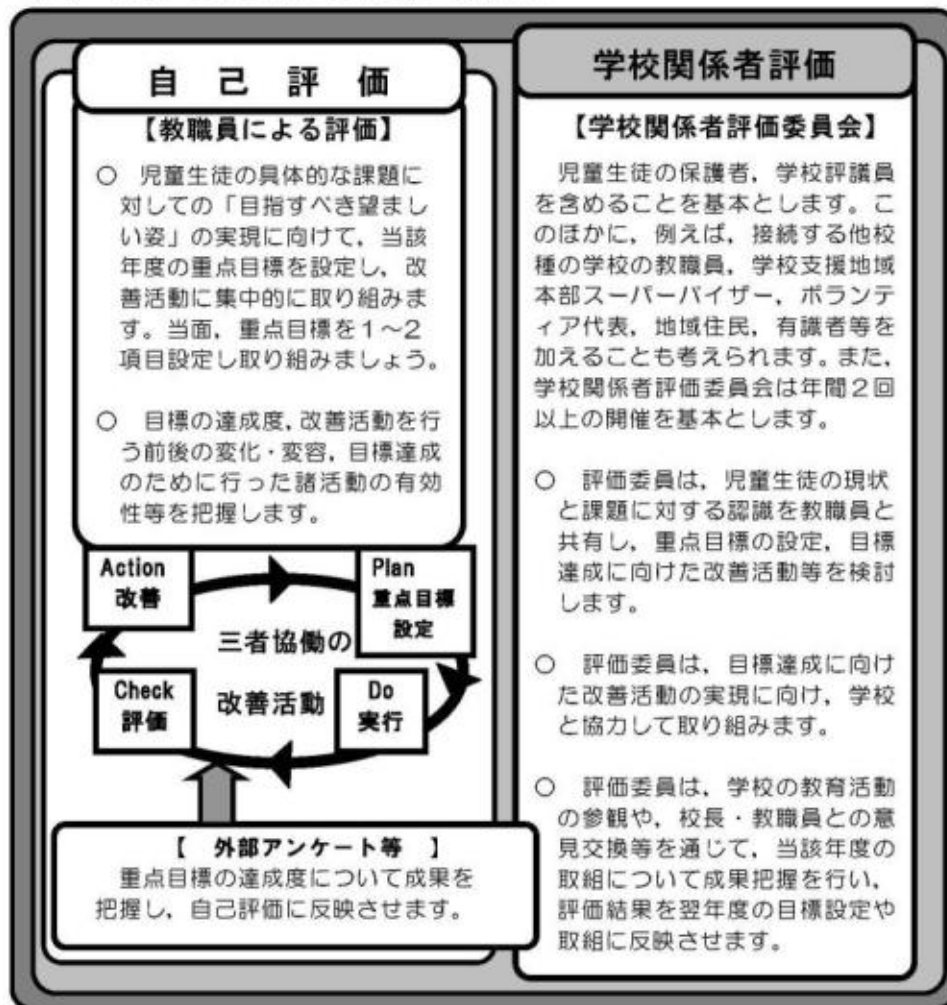 自 己 評 価
【教職員による評価】
○ 児童生徒の具体的な課題に
対しての「目指すべき望まし
い姿」の実現に向けて，当該
年度の重点目標を設定し，改
善活動に集中的に取り組みま
す。当面，重点目標を１～２
項目設定し取り組みましょう。
○ 目標の達成度，改善活動を行
う前後の変化・変容，目標達成
のために行った諸活動の有効
性等を把握します。
Action
改善
Plan
重点目標
設定
三者協働の
改善活動
Check
評価
Do
実行
【 外部アンケート等 】
重点目標の達成度について成果を
把握し，自己評価に反映させます。
学校関係者評価
【学校関係者評価委員会】
児童生徒の保護者，学校評議員
を含めることを基本とします。こ
のほかに，例えば，接続する他校
種の学校の教職員，学校支援地域
本部スーパーバイザー，ボランテ
ィア代表，地域住民，有識者等を
加えることも考えられます。また，
学校関係者評価委員会は年間２回
以上の開催を基本とします。
○ 評価委員は，児童生徒の現状
と課題に対する認識を教職員と
共有し，重点目標の設定，目標
達成に向けた改善活動等を検討
します。
○ 評価委員は，目標達成に向け
た改善活動の実現に向け，学校
と協力して取り組みます。
○ 評価委員は，学校の教育活動
の参観や，校長・教職員との意
見交換等を通じて，当該年度の
取組について成果把握を行い，
評価結果を翌年度の目標設定や
取組に反映させます。